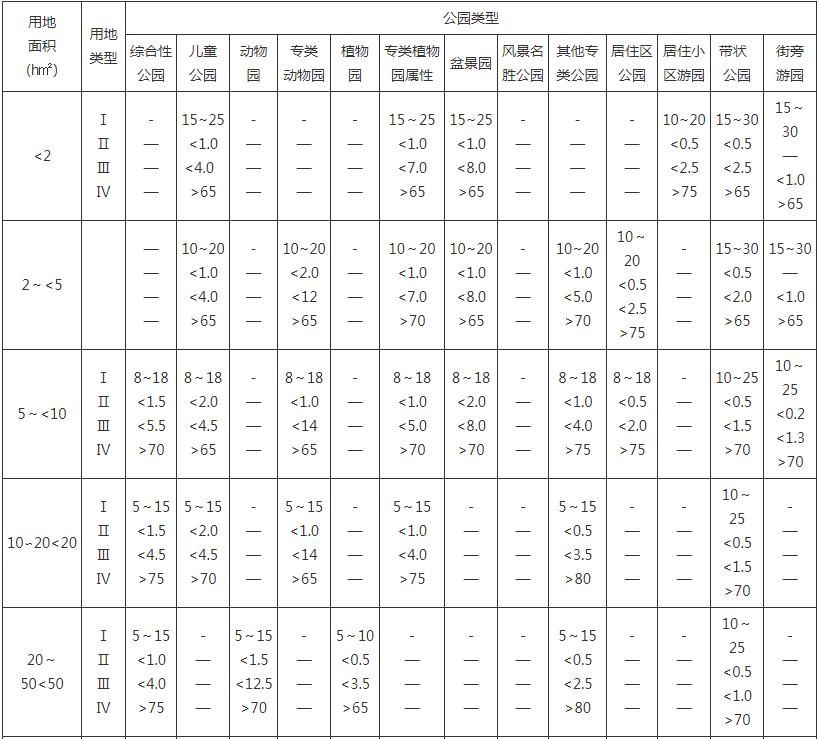 公园类型
用地 面积 (h㎡)
用地 类型
综合性 儿童 动物 专类 植物 专类植物 盆景园 风景名 其他专 居住区 居住小 带状 街旁
公园 公园 园 动物园 园 园属性 胜公园 类公园 公园 区游园 公园 游园
<2
Ⅰ - 15~25 - - - 15~25 15~25 - - - 10~20 15~30 15~30
Ⅱ — <1.0 — — — <1.0 <1.0 — — — <0.5 <0.5 —
Ⅲ — <4.0 — — — <7.0 <8.0 — — — <2.5 <2.5 <1.0
Ⅳ — >65 — — — >65 >65 — — — >75 >65 >65
2~<5
— 10~20 - 10~20 - 10~20 10~20 - 10~20 10~20 - 15~30 15~30
— <1.0 — <2.0 — <1.0 <1.0 — <1.0 <0.5 — <0.5 —
— <4.0 — <12 — <7.0 <8.0 — <5.0 <2.5 — <2.0 <1.0
— >65 — >65 — >70 >65 — >70 >75 — >65 >65
5~<10
Ⅰ 8~18 8~18 - 8~18 - 8~18 8~18 - 8~18 8~18 - 10~25 10~25
Ⅱ <1.5 <2.0 — <1.0 — <1.0 <2.0 — <1.0 <0.5 — <0.5 <0.2
Ⅲ <5.5 <4.5 — <14 — <5.0 <8.0 — <4.0 <2.0 — <1.5 <1.3
Ⅳ >70 >65 — >65 — >70 >70 — >75 >75 — >70 >70
10~20<20
Ⅰ 5~15 5~15 - 5~15 - 5~15 - - 5~15 - - 10~25 -
Ⅱ <1.5 <2.0 — <1.0 — <1.0 — — <0.5 — — <0.5 —
Ⅲ <4.5 <4.5 — <14 — <4.0 — — <3.5 — — <1.5 —
Ⅳ >75 >70 — >65 — >75 — — >80 — — >70 —
20~
50<50
Ⅰ 5~15 - 5~15 - 5~10 - - - 5~15 - - 10~25 -
Ⅱ <1.0 — <1.5 — <0.5 — — — <0.5 — — <0.5 —
Ⅲ <4.0 — <12.5 — <3.5 — — — <2.5 — — <1.0 —
Ⅳ >75 — >70 — >65 — — — >80 — — >70 —